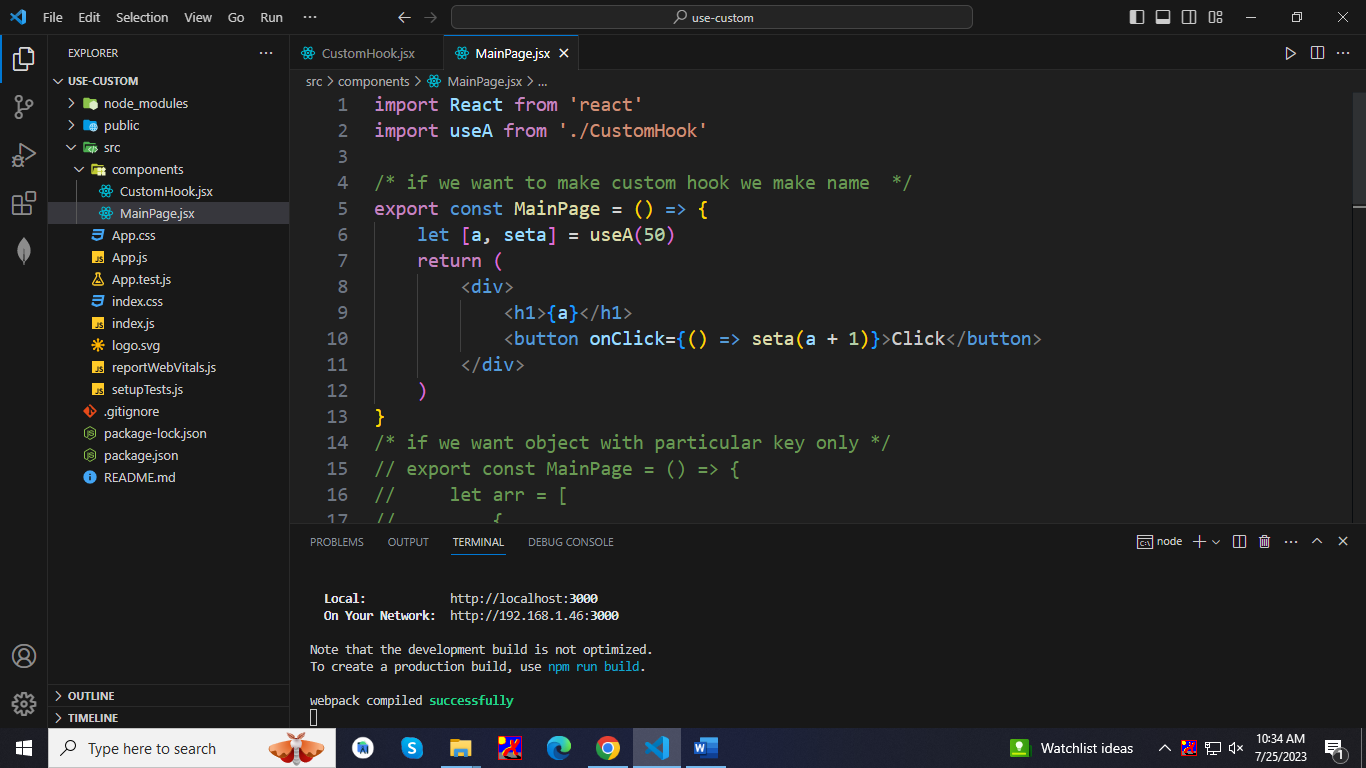 File Edit Selection View Go Run ··· use-custom
EXPLORER ···
USE-CUSTOM
node_modules
public
src
components
CustomHook.jsx
MainPage.jsx
App.css
App.js
App.test.js
index.css
index.js
logo.svg
reportWebVitals.js
setupTests.js
.gitignore
package-lock.json
package.json
README.md
OUTLINE
TIMELINE
CustomHook.jsx MainPage.jsx
src > components > MainPage.jsx > ...
1 import React from 'react'
2 import useA from './CustomHook'
3
4 /* if we want to make custom hook we make name  */
5 export const MainPage = () => {
6     let [a, seta] = useA(50)
7     return (
8         <div>
9             <h1>{a}</h1>
10             <button onClick={() => seta(a + 1)}>Click</button>
11         </div>
12     )
13 }
14 /* if we want object with particular key only */
15 // export const MainPage = () => {
16 //     let arr = [
17 //         {
PROBLEMS OUTPUT TERMINAL DEBUG CONSOLE node
Local: http://localhost:3000
On Your Network: http://192.168.1.46:3000
Note that the development build is not optimized.
To create a production build, use npm run build.
webpack compiled successfully
Type here to search
Watchlist ideas
10:34 AM
7/25/2023
1